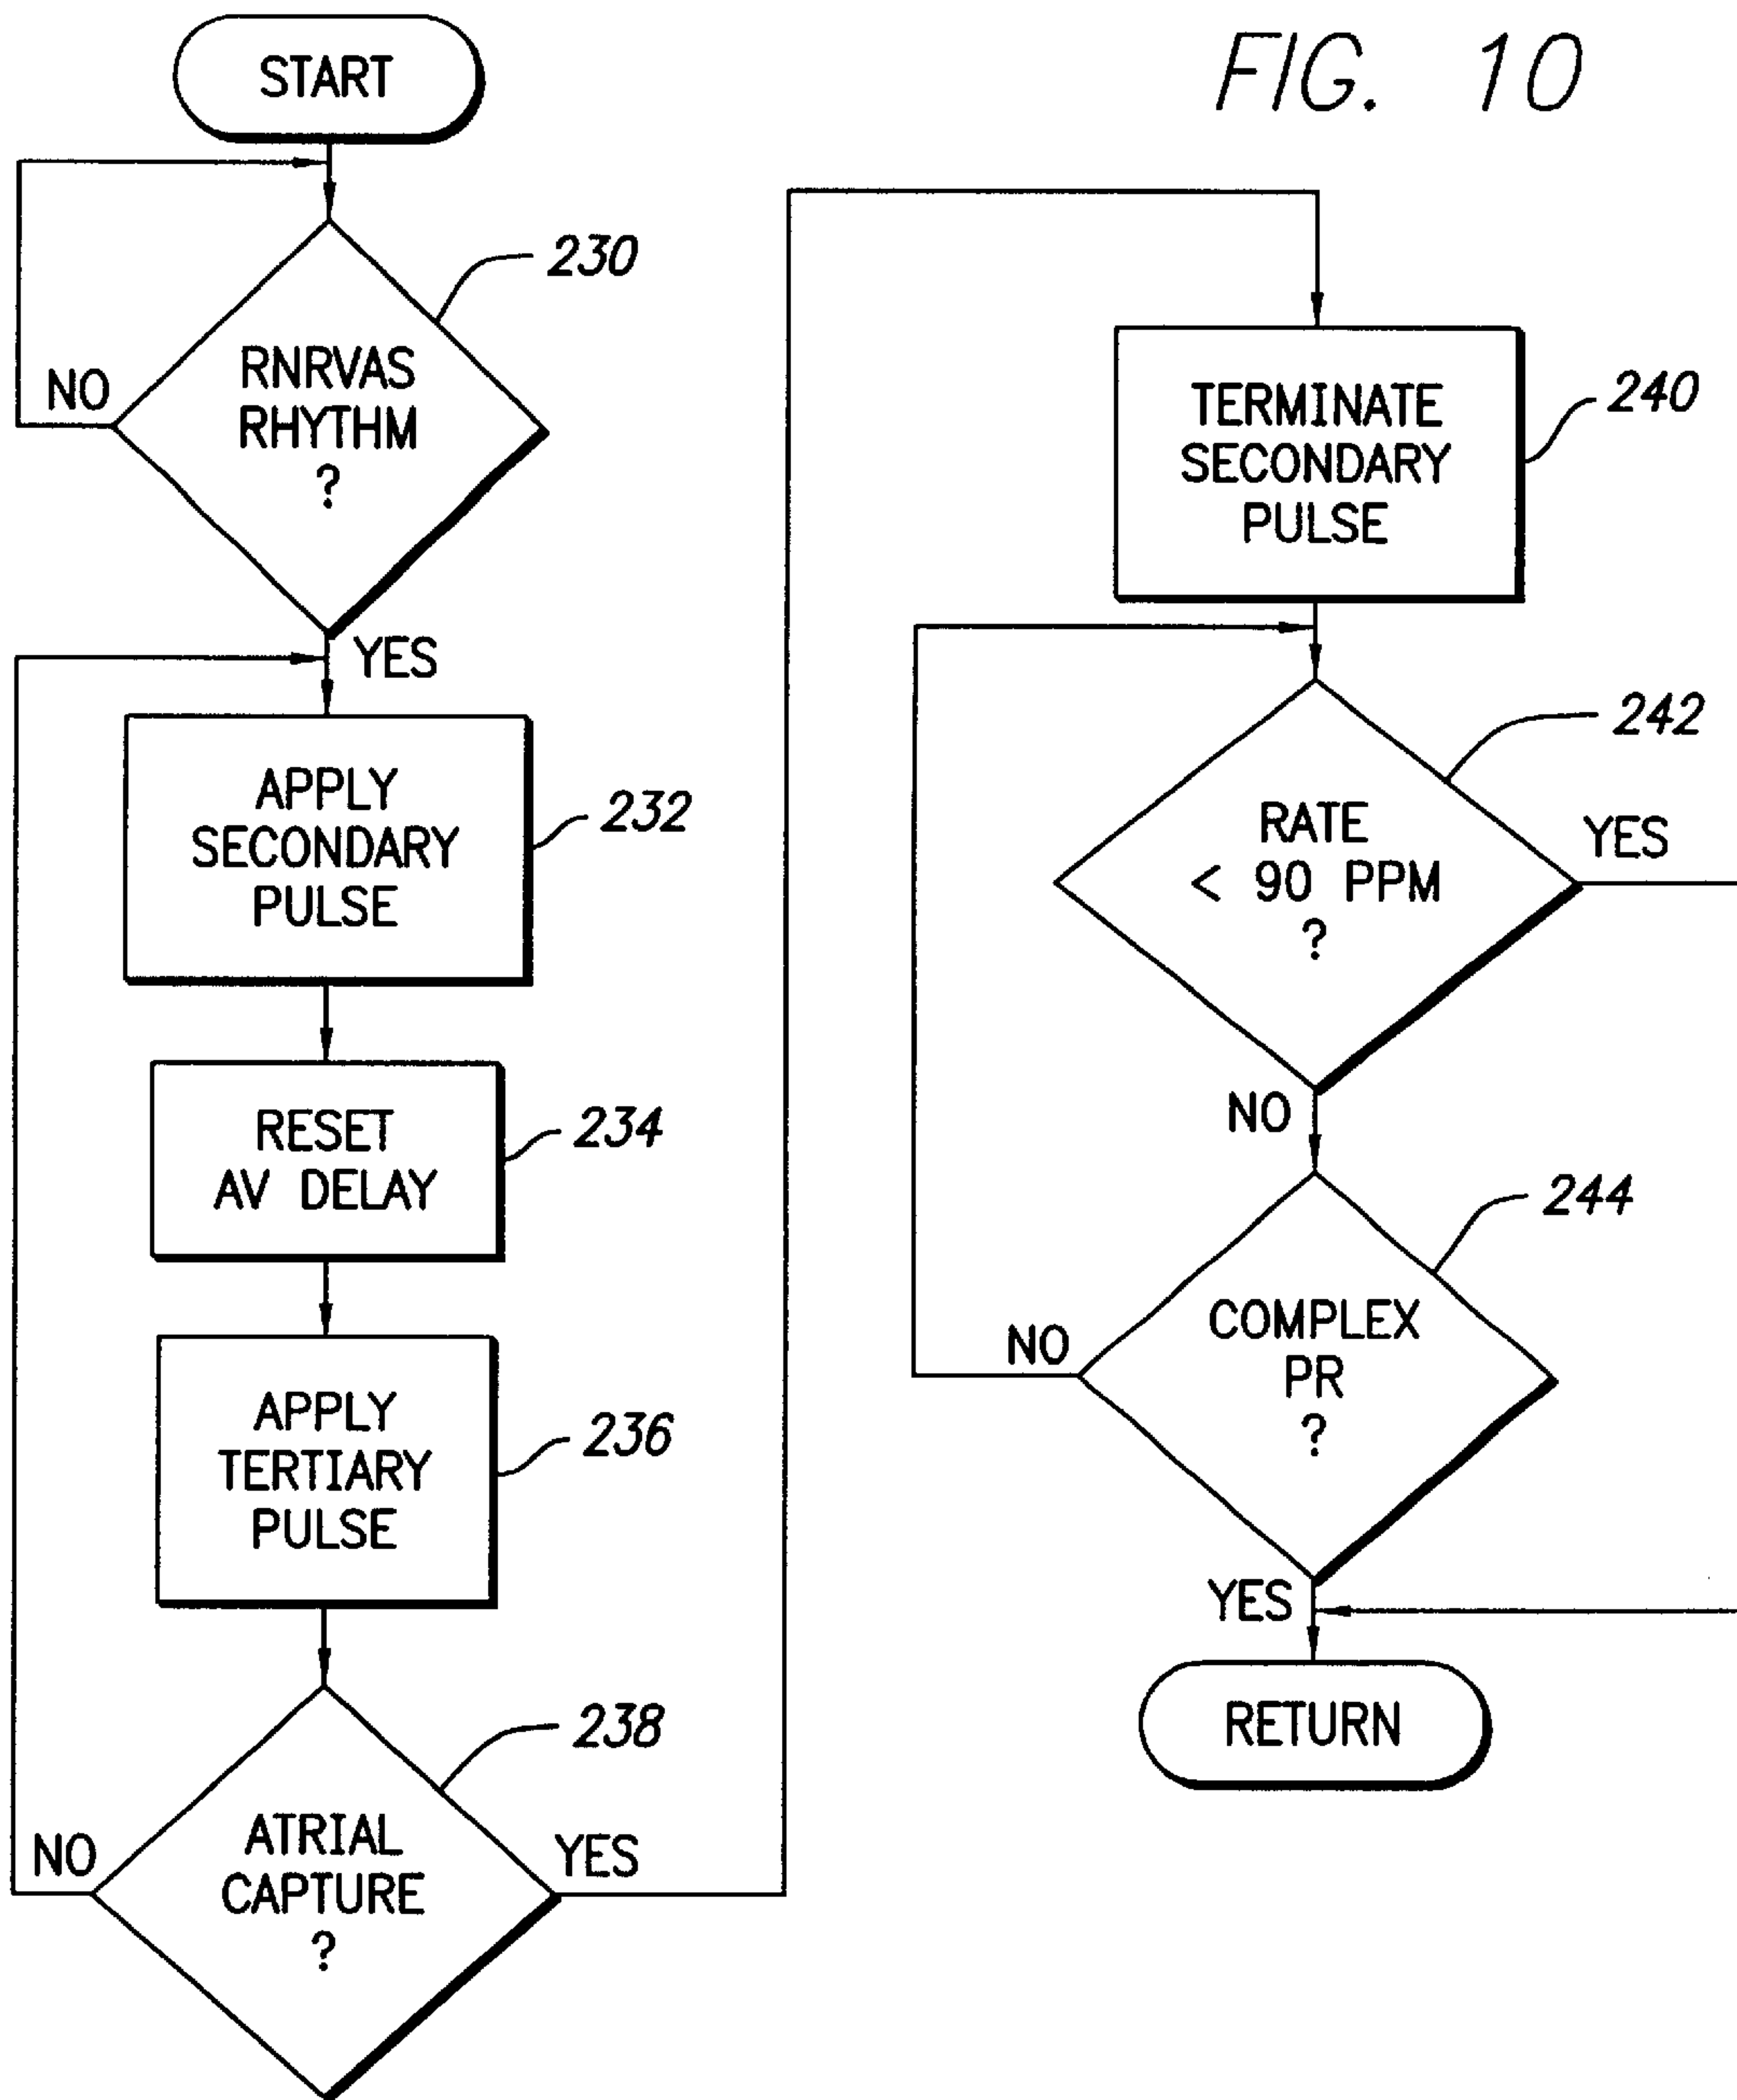 FIG. 10
START
230
RNRVAS
RHYTHM
?
NO
YES
232
APPLY
SECONDARY
PULSE
234
RESET
AV DELAY
236
APPLY
TERTIARY
PULSE
238
ATRIAL
CAPTURE
?
NO
YES
240
TERMINATE
SECONDARY
PULSE
242
RATE
< 90 PPM
?
YES
NO
244
COMPLEX
PR
?
NO
YES
RETURN